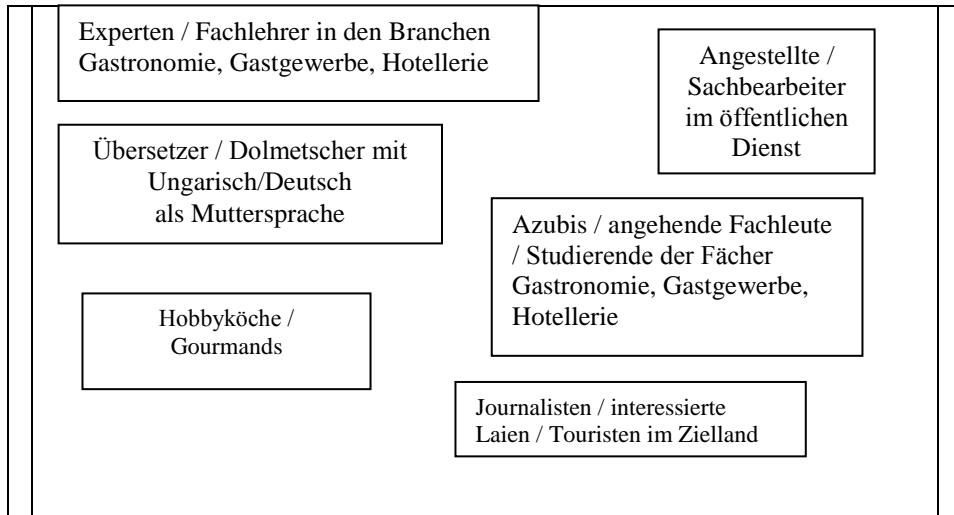 Experten / Fachlehrer in den Branchen
Gastronomie, Gastgewerbe, Hotellerie
Angestellte /
Sachbearbeiter
im öffentlichen
Dienst
Übersetzer / Dolmetscher mit
Ungarisch/Deutsch
als Muttersprache
Azubis / angehende Fachleute
/ Studierende der Fächer
Gastronomie, Gastgewerbe,
Hotellerie
Hobbyköche /
Gourmands
Journalisten / interessierte
Laien / Touristen im Zielland